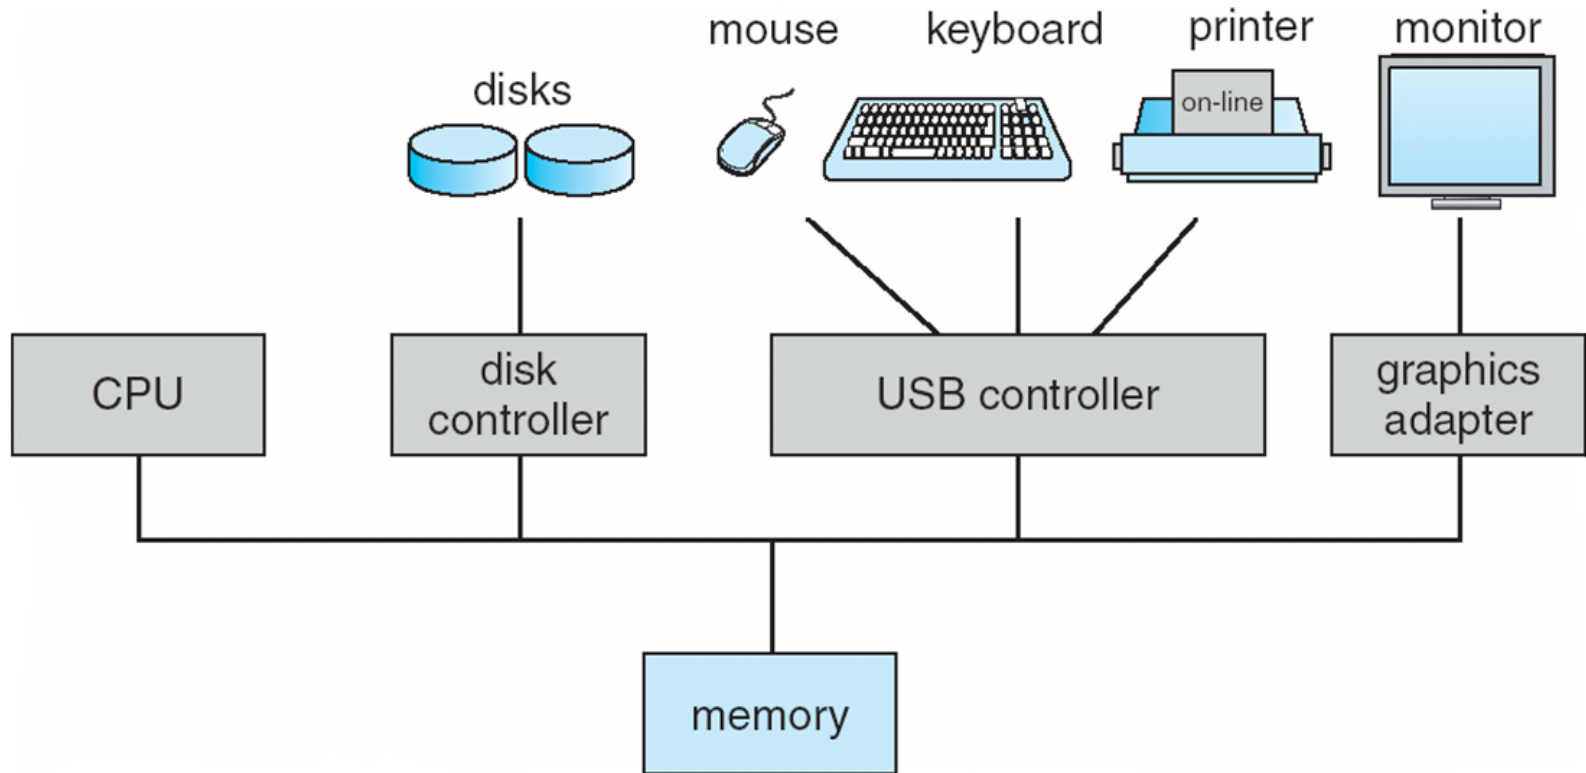 mouse
keyboard
printer
monitor
disks
on-line
CPU
disk
controller
USB controller
graphics
adapter
memory